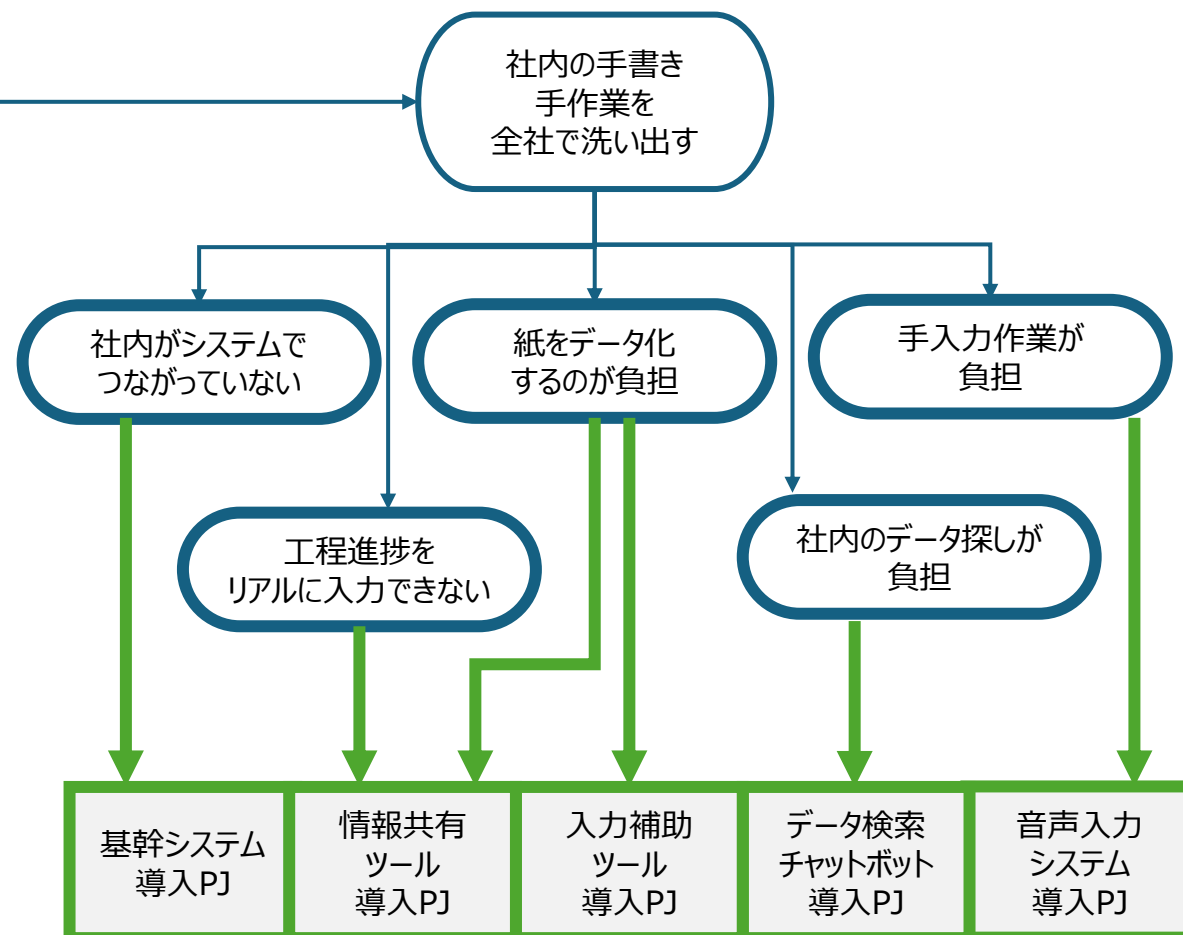 社内の手書き
手作業を
全社で洗い出す
社内がシステムで
つながっていない
紙をデータ化
するのが負担
手入力作業が
負担
工程進捗を
リアルに入力できない
社内のデータ探しが
負担
基幹システム
導入PJ
情報共有
ツール
導入PJ
入力補助
ツール
導入PJ
データ検索
チャットボット
導入PJ
音声入力
システム
導入PJ